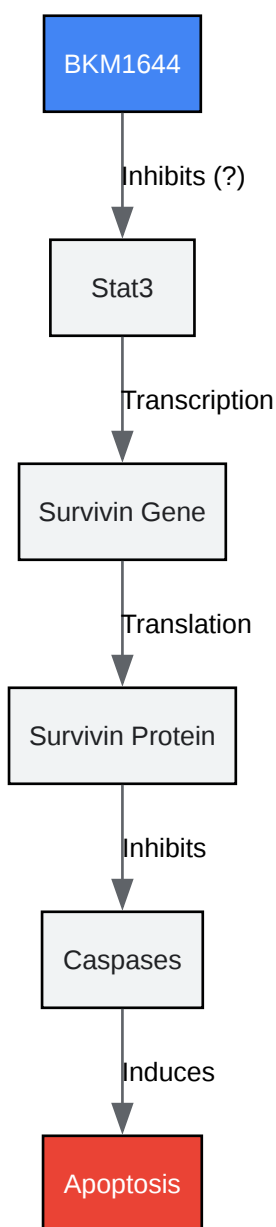 BKM1644
Inhibits (?)
Stat3
Transcription
Survivin Gene
Translation
Survivin Protein
Inhibits
Caspases
Induces
Apoptosis